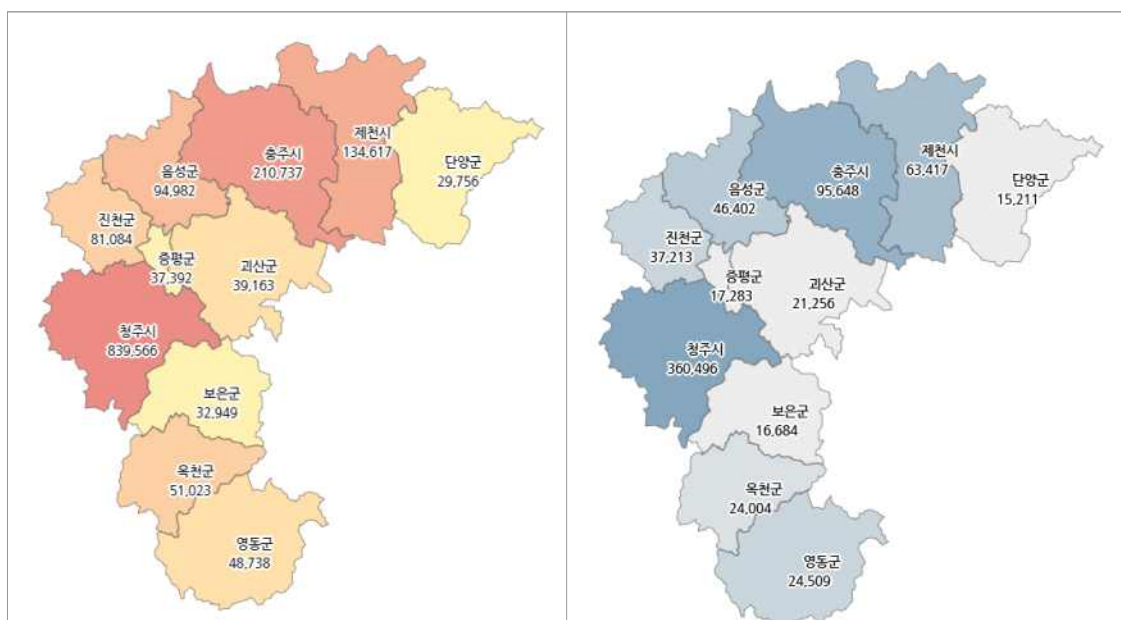 제천시
134,617
충주시
210,737
단양군
29,756
음성군
94,982
진천군
81,084
증평군
37,392
괴산군
39,163
청주시
839,566
보은군
32,949
옥천군
51,023
영동군
48,738
제천시
63,417
충주시
95,648
단양군
15,211
음성군
46,402
진천군
37,213
증평군
17,283
괴산군
21,256
청주시
360,496
보은군
16,684
옥천군
24,004
영동군
24,509